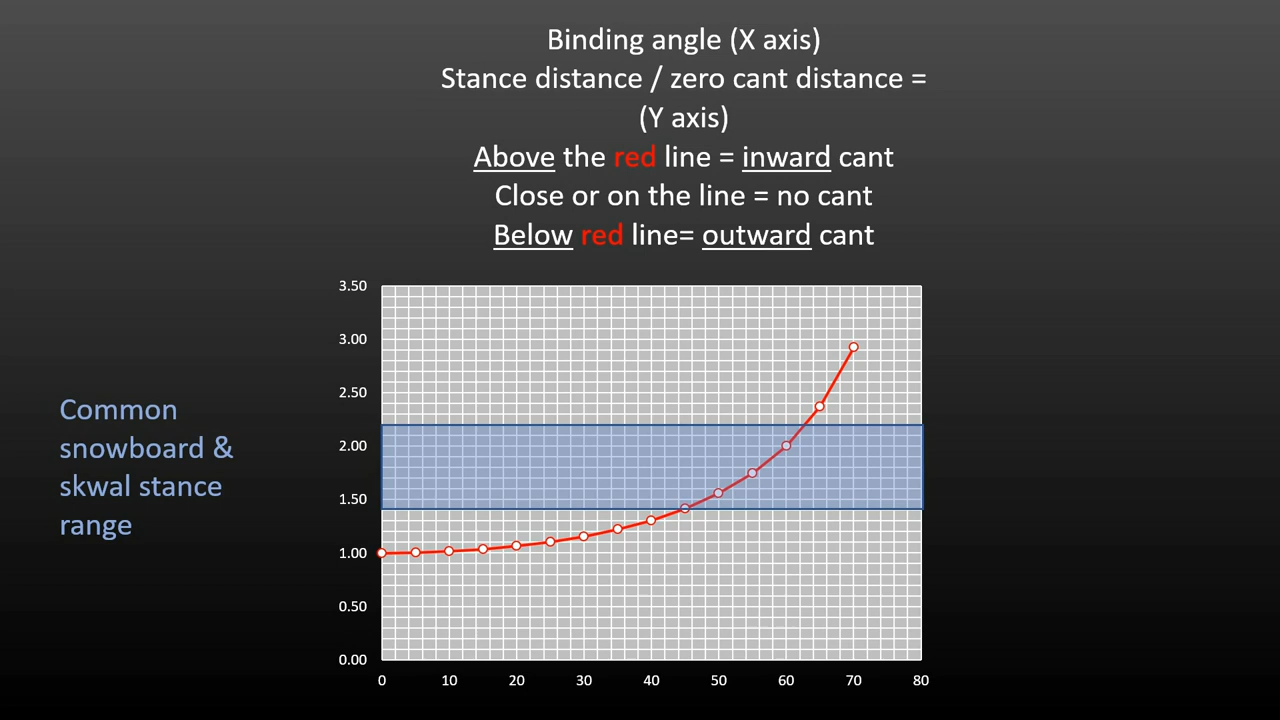 Binding angle (X axis)
Stance distance / zero cant distance =
(Y axis)
Above the red line = inward cant
Close or on the line = no cant
Below red line= outward cant
Common
snowboard &
skwal stance
range
3.50
3.00
2.50
2.00
1.50
1.00
0.50
0.00
0 10 20 30 40 50 60 70 80